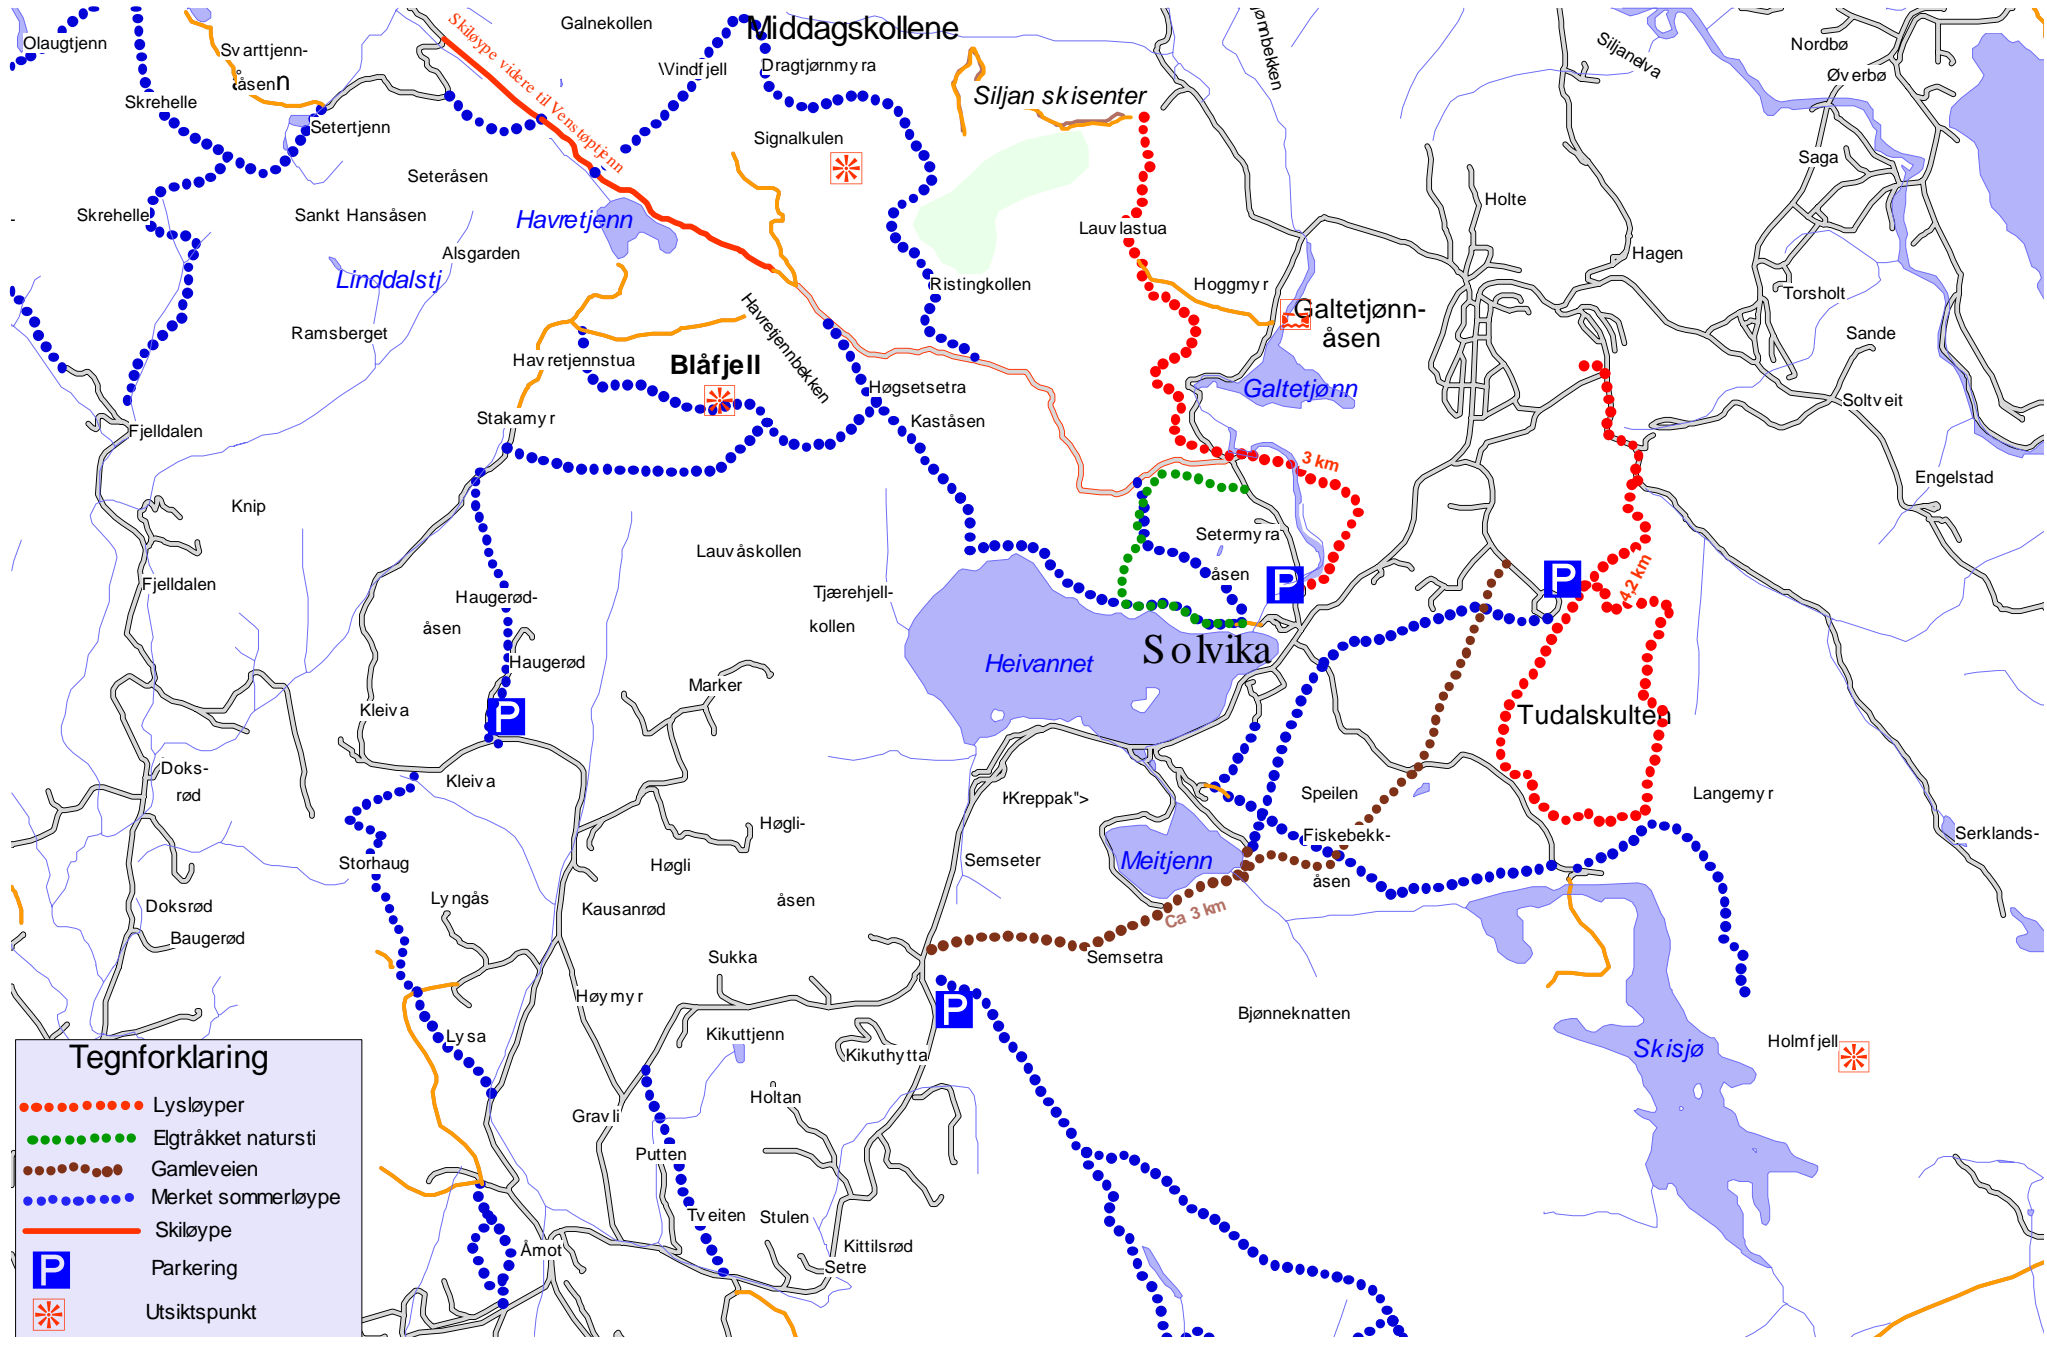 Olaugtjenn
Svarttjenn-
åsenn
Galnekollen
Middagskollene
Skiløype videre til Venstøptjenn
Windfjell
Dragtjørnmyra
Siljan skisenter
Siljanelva
Nordbø
Øverbø
Skrehelle
Setertjenn
Signalkulen
Saga
Seteråsen
Holte
Skrehelle
Sankt Hansåsen
Havretjenn
Lauvlastua
Alsgarden
Hagen
Linddalstj
Ristingkollen
Hoggmyr
Torsholt
Galtetjønn-
åsen
Ramsberget
Havretjennbekken
Sande
Havretjennstua
Blåfjell
Høgsetsetra
Galtetjønn
Soltveit
Stakamyr
Kaståsen
Fjelldalen
3 km
Engelstad
Knip
Lauvåskollen
Setermyra
åsen
P
P
4,2 km
Fjelldalen
Haugerød-
åsen
Tjærehjell-
kollen
Haugerød
Heivannet
Solvika
Marker
Kleiva
P
Tudalskulten
Doks-
rød
Kleiva
Kreppak">
Speilen
Langemyr
Høgli-
Fiskebekk-
Serklands-
Storhaug
Høgli
Semseter
Meitjenn
åsen
Lyngås
åsen
Doksrød
Kausanrød
Ca 3 km
Baugerød
Sukka
Semsetra
Høymyr
P
Bjønneknatten
Lysa
Kikuttjenn
Kikuthytta
Skisjø
Holmfjell
Tegnforklaring
Holtan
Lysløyper
Gravli
Elgtråkket natursti
Putten
Gamleveien
Merket sommerløype
Tveiten
Stulen
Skiløype
Åmot
Kittilsrød
Setre
P
Parkering
Utsiktspunkt